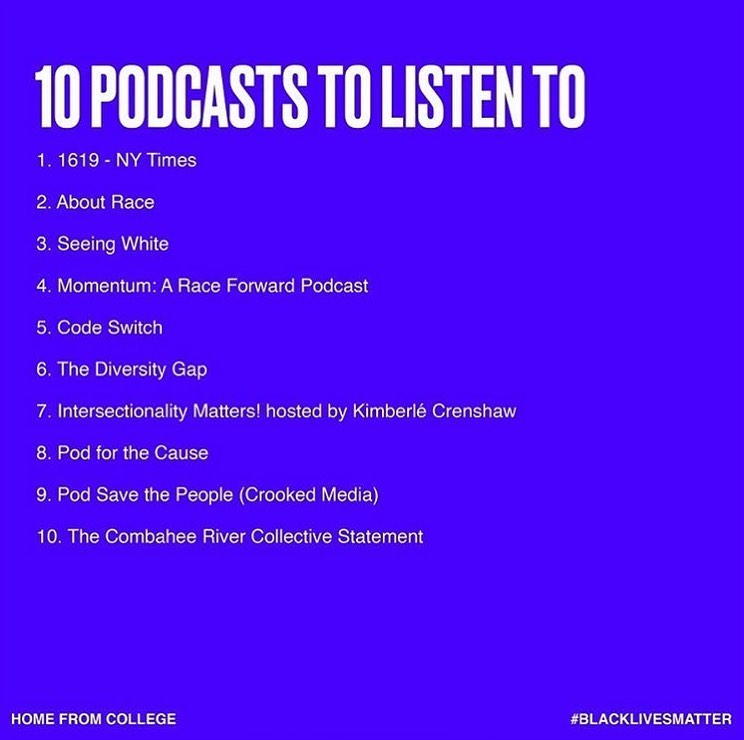 10 PODCASTS TO LISTEN TO
1. 1619 - NY Times
2. About Race
3. Seeing White
4. Momentum: A Race Forward Podcast
5. Code Switch
6. The Diversity Gap
7. Intersectionality Matters! hosted by Kimberlé Crenshaw
8. Pod for the Cause
9. Pod Save the People (Crooked Media)
10. The Combahee River Collective Statement
HOME FROM COLLEGE
#BLACKLIVESMATTER